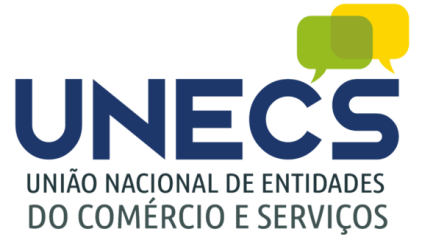 UNECS
UNIÃO NACIONAL DE ENTIDADES
DO COMÉRCIO E SERVIÇOS